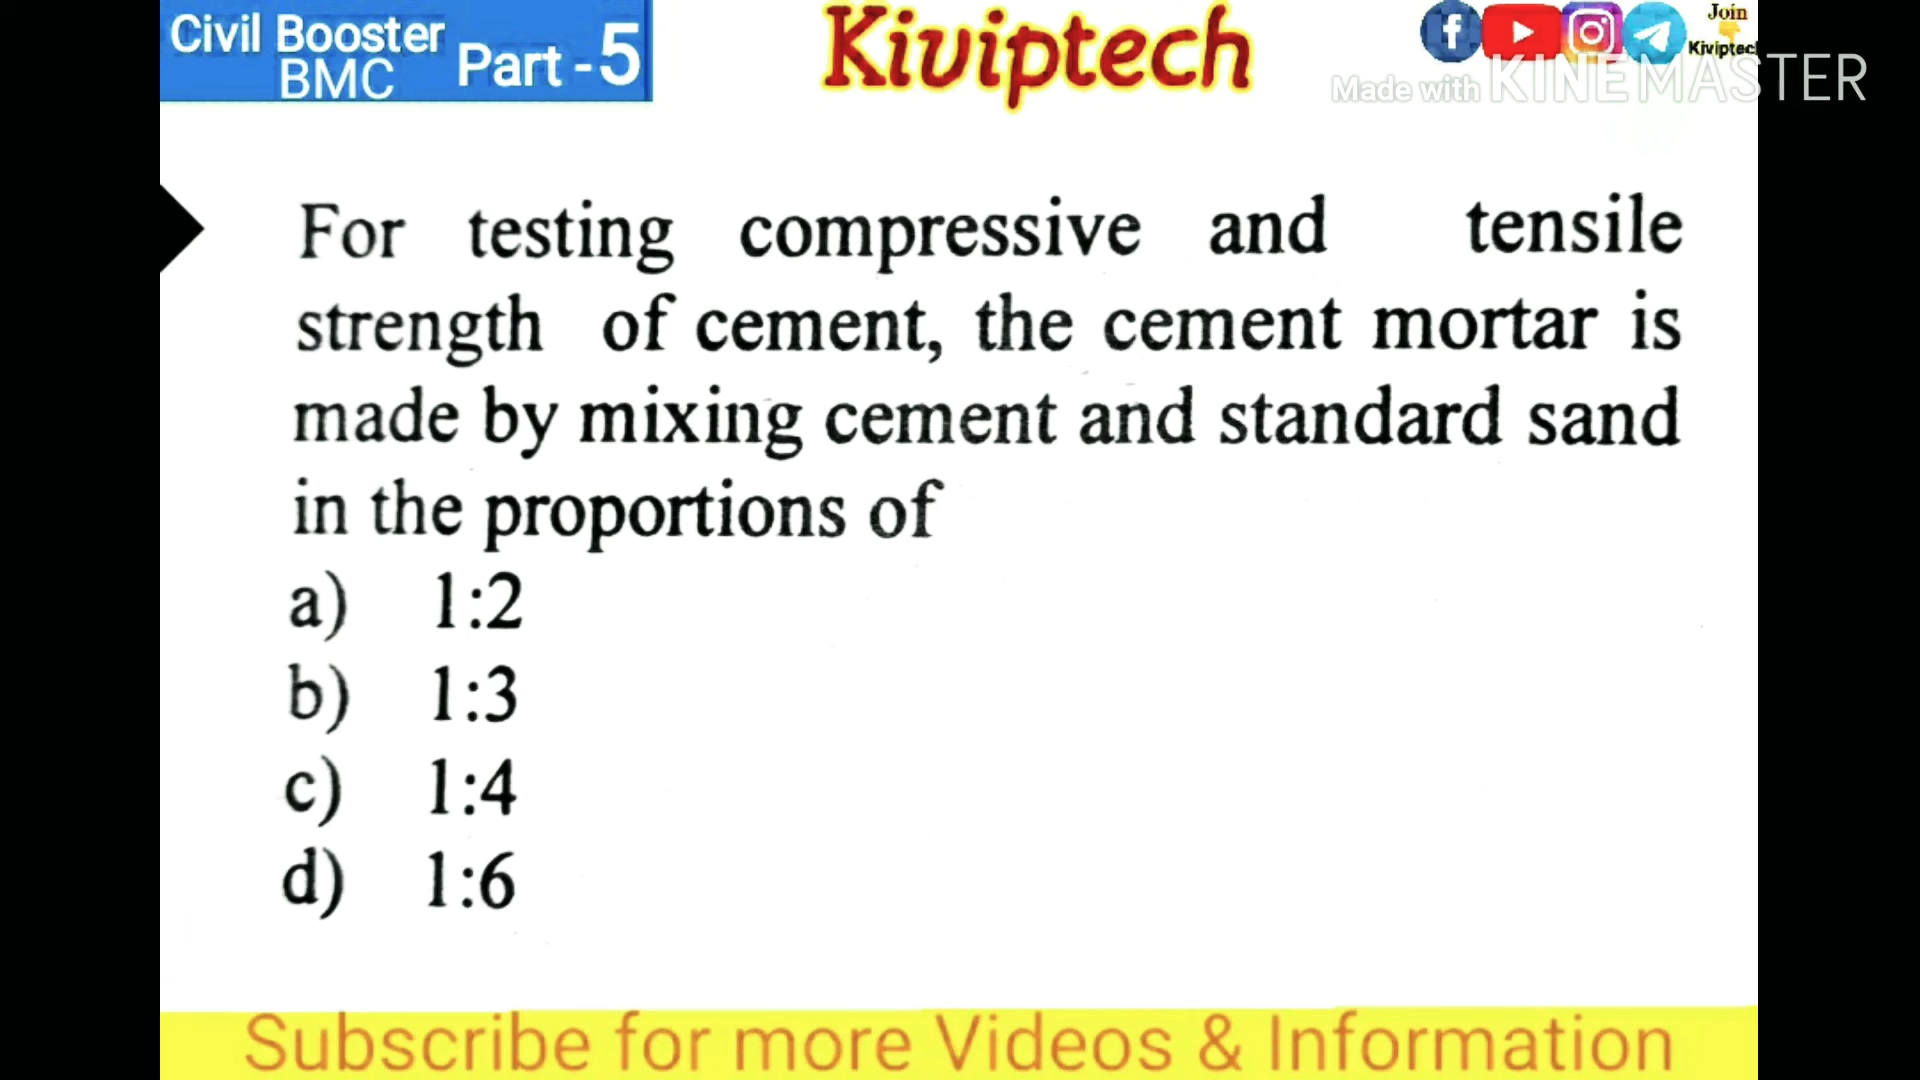 Civil Booster
BMC
Part - 5
Kiviptech
Join
Kiviptec
Made with KINEMASTER
For testing compressive and tensile
strength of cement, the cement mortar is
made by mixing cement and standard sand
in the proportions of
a) 1:2
b) 1:3
c) 1:4
d) 1:6
Subscribe for more Videos & Information